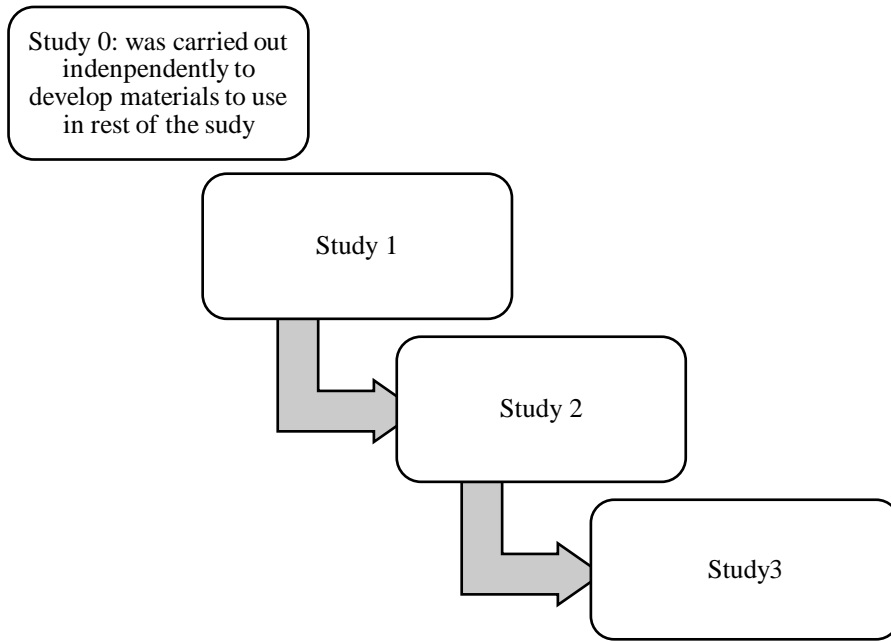 Study 0: was carried out
indenpendently to
develop materials to use
in rest of the sudy
Study 1
Study 2
Study3